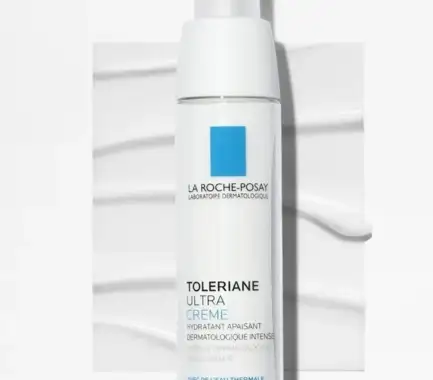 LA ROCHE-POSAY
LABORATOIRE DERMATOLOGIQUE
TOLERIANE
ULTRA
CREME
HYDRATANT APAISANT
DERMATOLOGIQUE INTENSE